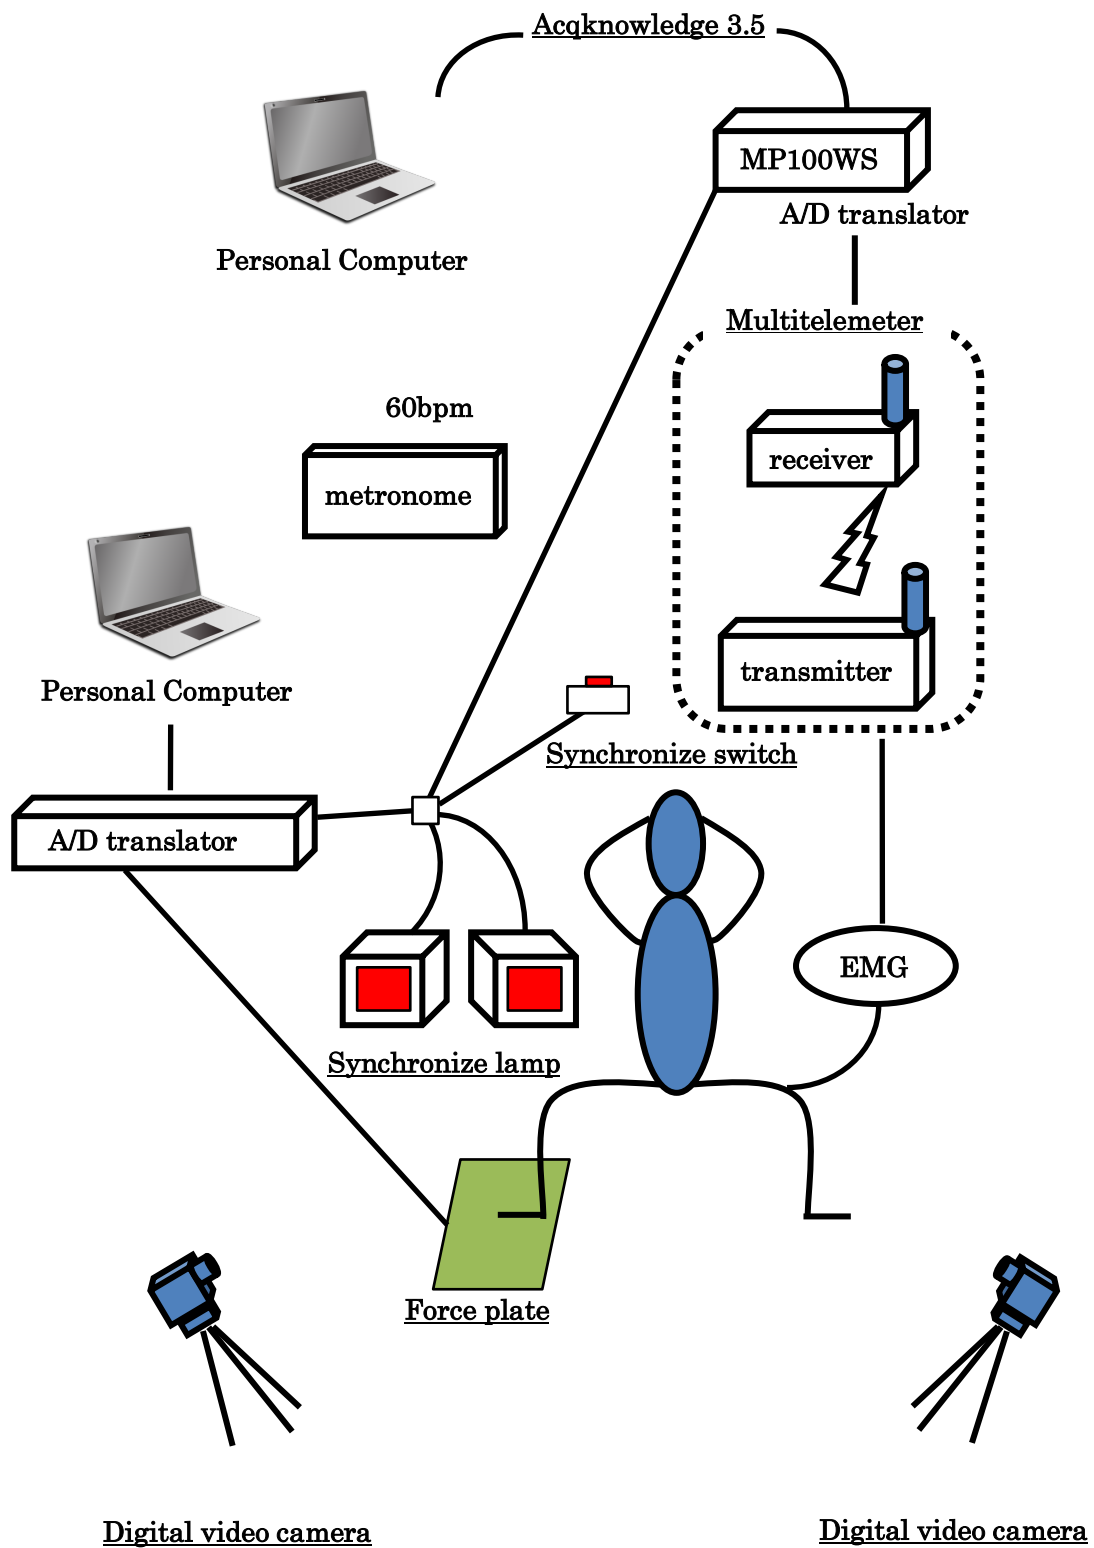 Acqknowledge 3.5
MP100WS
A/D translator
Personal Computer
Multitelemeter
60bpm
receiver
metronome
transmitter
Personal Computer
Synchronize switch
A/D translator
EMG
Synchronize lamp
Force plate
Digital video camera
Digital video camera